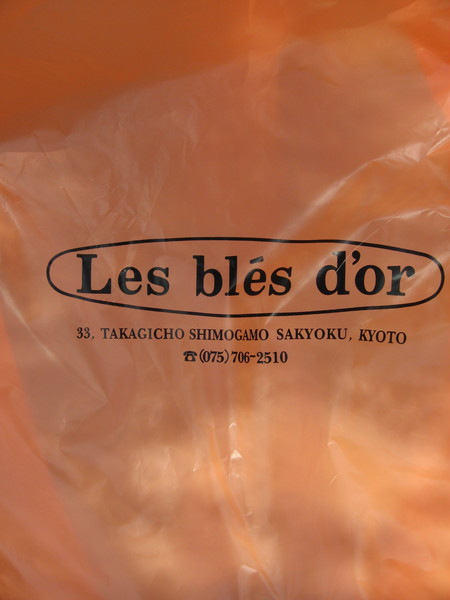 Les blés d'or
33, TAKAGICHO SHIMOGAMO SAKYOKU, KYOTO
☎(075)706-2510